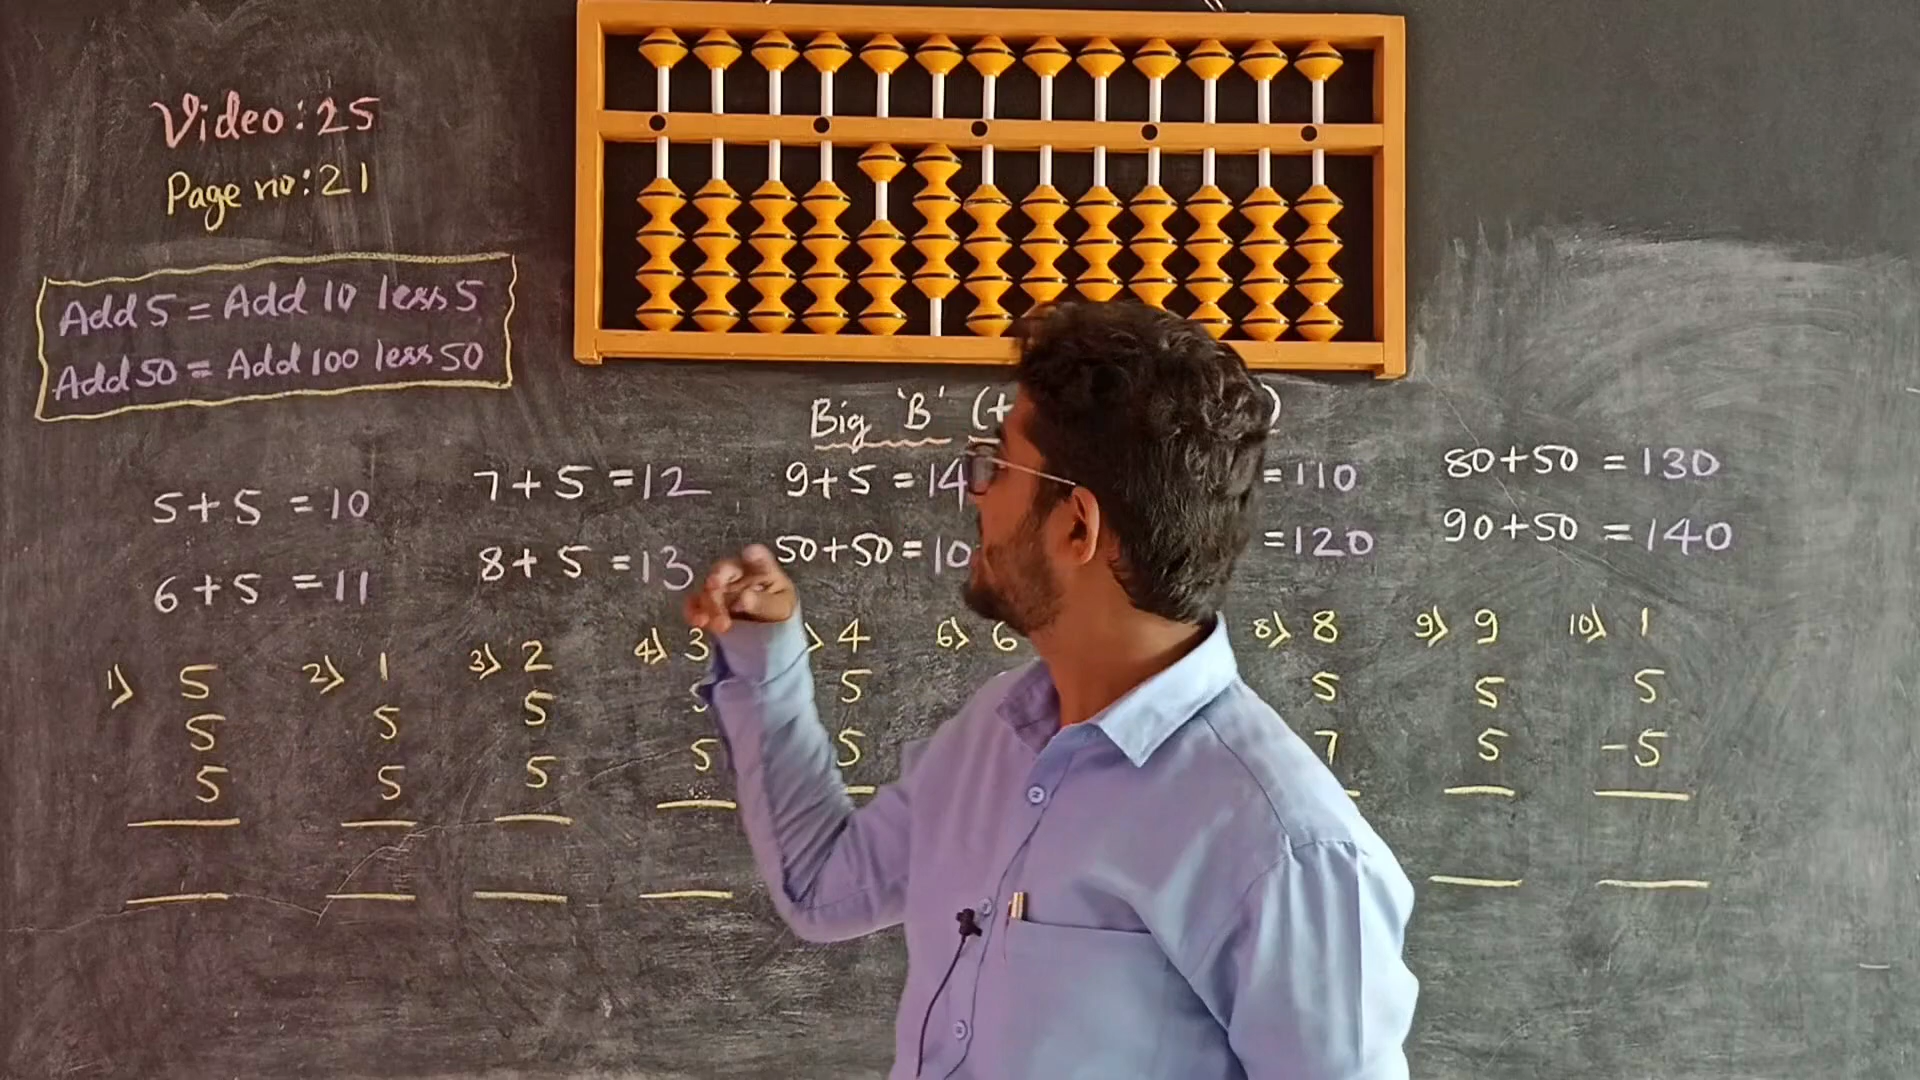 Video: 25
Page no: 21
Add 5 = Add 10 less 5
Add 50 = Add 100 less 50
Big 'B' (+
5+5 = 10
6+5 = 11
7+5 = 12
8+5 = 13
9+5 = 14
50+50 = 10
= 110
= 120
80+50 = 130
90+50 = 140
1) 5
5
5
2) 1
5
5
3) 2
5
5
4) 3
5
5
) 4
5
5
6) 6
8) 8
5
7
9) 9
5
5
10) 1
5
-5